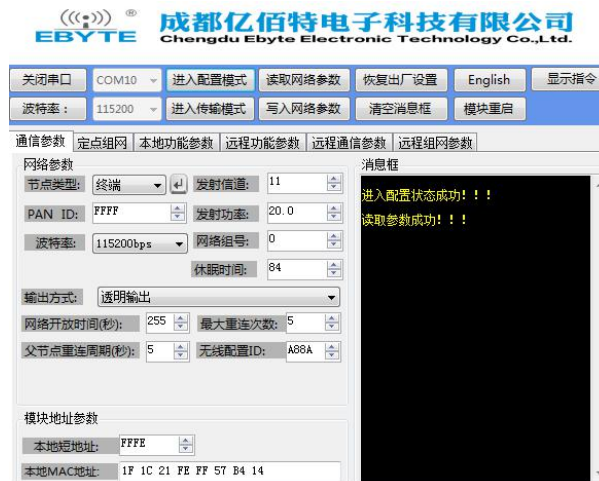 (((;))) ®
EBYTE
成都亿佰特电子科技有限公司
Chengdu Ebyte Electronic Technology Co.,Ltd.
关闭串口 COM10 进入配置模式 读取网络参数 恢复出厂设置 English 显示指令
波特率： 115200 进入传输模式 写入网络参数 清空消息框 模块重启
通信参数 定点组网 本地功能参数 远程功能参数 远程通信参数 远程组网参数
网络参数 消息框
节点类型: 终端 发射信道: 11
进入配置状态成功!!!
PAN ID: FFFF 发射功率: 20.0
读取参数成功!!!
波特率: 115200bps 网络组号: 0
休眠时间: 84
输出方式: 透明输出
网络开放时间(秒): 255 最大重连次数: 5
父节点重连周期(秒): 5 无线配置ID: A88A
模块地址参数
本地短地址: FFFE
本地MAC地址: 1F 1C 21 FE FF 57 B4 14